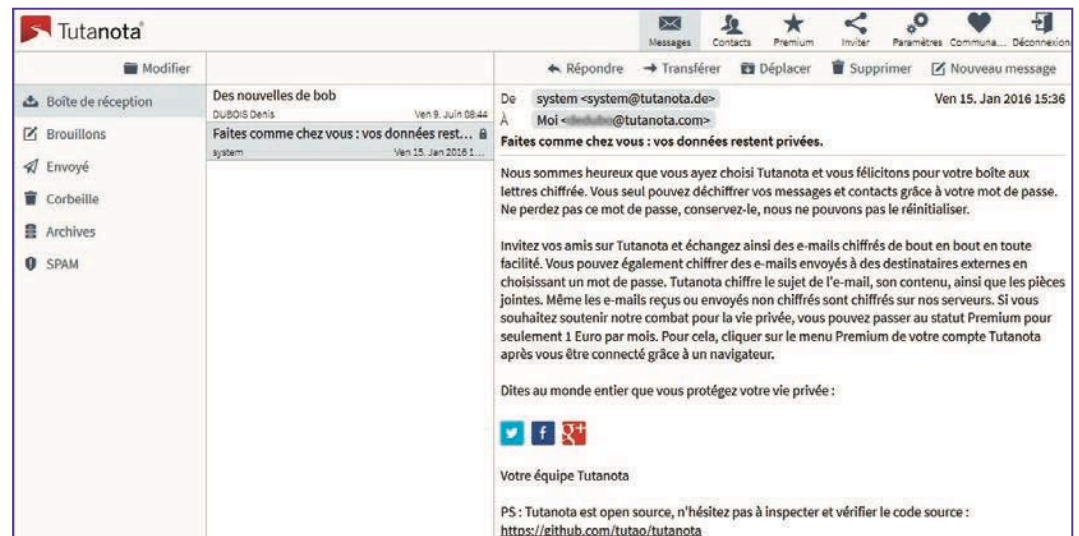 Tutanota
Messages
Contacts
Premium
Inviter
Paramètres
Communa...
Déconnexion
Modifier
Répondre
Transférer
Déplacer
Supprimer
Nouveau message
Boîte de réception
Brouillons
Envoyé
Corbeille
Archives
SPAM
Des nouvelles de bob
DUBOIS Denis Ven 9. Juin 08:44
Faites comme chez vous : vos données rest...
system Ven 15. Jan 2016 1...
De system <system@tutanota.de> Ven 15. Jan 2016 15:36
À Moi < @tutanota.com>
Faites comme chez vous : vos données restent privées.
Nous sommes heureux que vous ayez choisi Tutanota et vous félicitons pour votre boîte aux
lettres chiffrée. Vous seul pouvez déchiffrer vos messages et contacts grâce à votre mot de passe.
Ne perdez pas ce mot de passe, conservez-le, nous ne pouvons pas le réinitialiser.
Invitez vos amis sur Tutanota et échangez ainsi des e-mails chiffrés de bout en bout en toute
facilité. Vous pouvez également chiffrer des e-mails envoyés à des destinataires externes en
choisissant un mot de passe. Tutanota chiffre le sujet de l'e-mail, son contenu, ainsi que les pièces
jointes. Même les e-mails reçus ou envoyés non chiffrés sont chiffrés sur nos serveurs. Si vous
souhaitez soutenir notre combat pour la vie privée, vous pouvez passer au statut Premium pour
seulement 1 Euro par mois. Pour cela, cliquer sur le menu Premium de votre compte Tutanota
après vous être connecté grâce à un navigateur.
Dites au monde entier que vous protégez votre vie privée :
f
g+
Votre équipe Tutanota
PS : Tutanota est open source, n'hésitez pas à inspecter et vérifier le code source :
https://github.com/tutao/tutanota